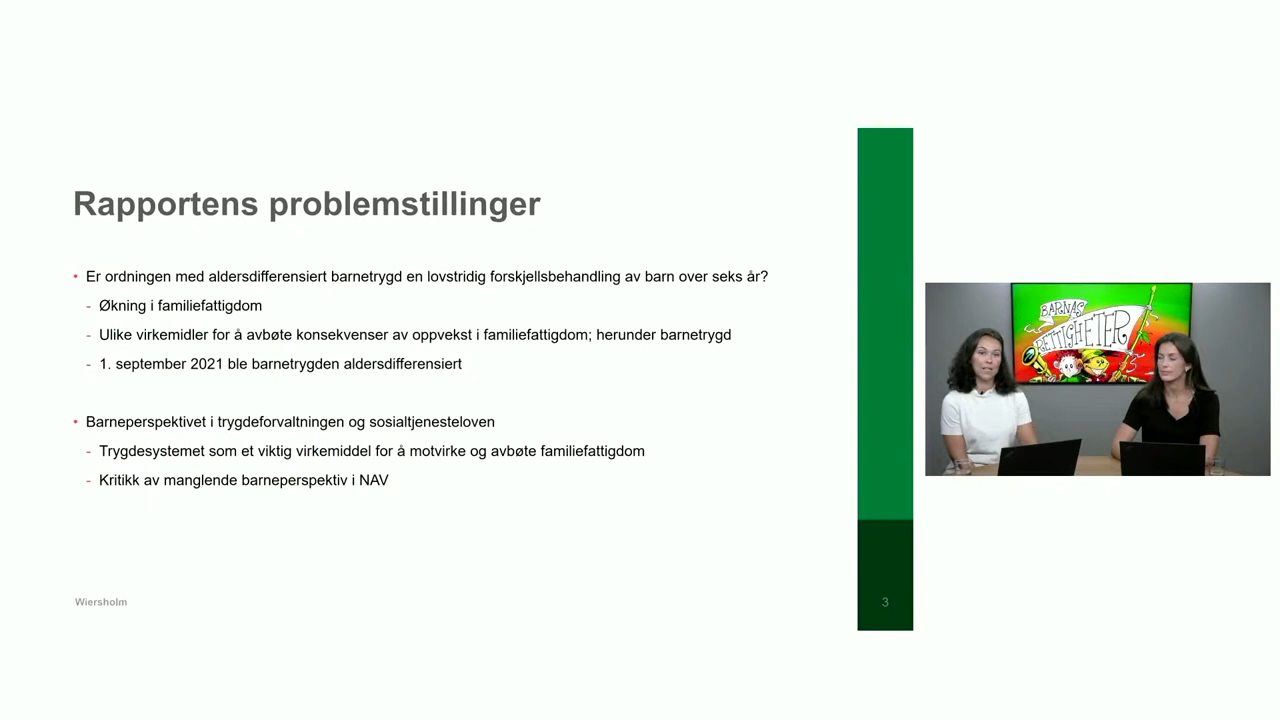 Rapportens problemstillinger
• Er ordningen med aldersdifferensiert barnetrygd en lovstridig forskjellsbehandling av barn over seks år?
- Økning i familiefattigdom
- Ulike virkemidler for å avbøte konsekvenser av oppvekst i familiefattigdom; herunder barnetrygd
- 1. september 2021 ble barnetrygden aldersdifferensiert
• Barneperspektivet i trygdeforvaltningen og sosialtjenesteloven
- Trygdesystemet som et viktig virkemiddel for å motvirke og avbøte familiefattigdom
- Kritikk av manglende barneperspektiv i NAV
Wiersholm
3
BARNAS
RETTIGHETER